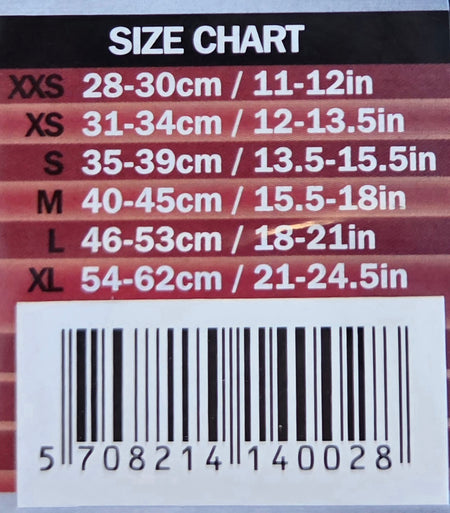 SIZE CHART
XXS 28-30cm / 11-12in
XS 31-34cm / 12-13.5in
S 35-39cm / 13.5-15.5in
M 40-45cm / 15.5-18in
L 46-53cm / 18-21in
XL 54-62cm / 21-24.5in
5 708214 140028